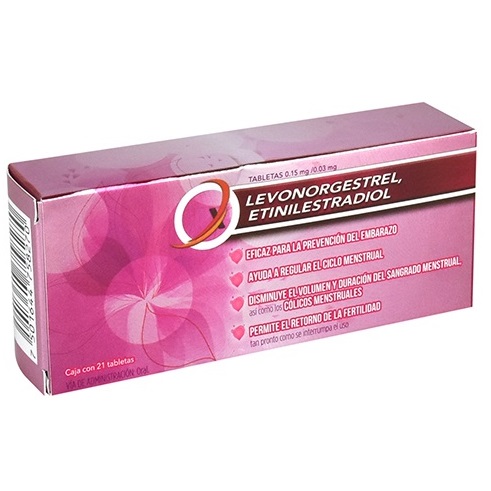 TABLETAS 0.15 mg /0.03 mg
LEVONORGESTREL,
ETINILESTRADIOL
EFICAZ PARA LA PREVENCIÓN DEL EMBARAZO
AYUDA A REGULAR EL CICLO MENSTRUAL
DISMINUYE EL VOLUMEN Y DURACIÓN DEL SANGRADO MENSTRUAL,
así como los CÓLICOS MENSTRUALES
PERMITE EL RETORNO DE LA FERTILIDAD
tan pronto como se interrumpa el uso
Caja con 21 tabletas
VÍA DE ADMINISTRACIÓN: Oral